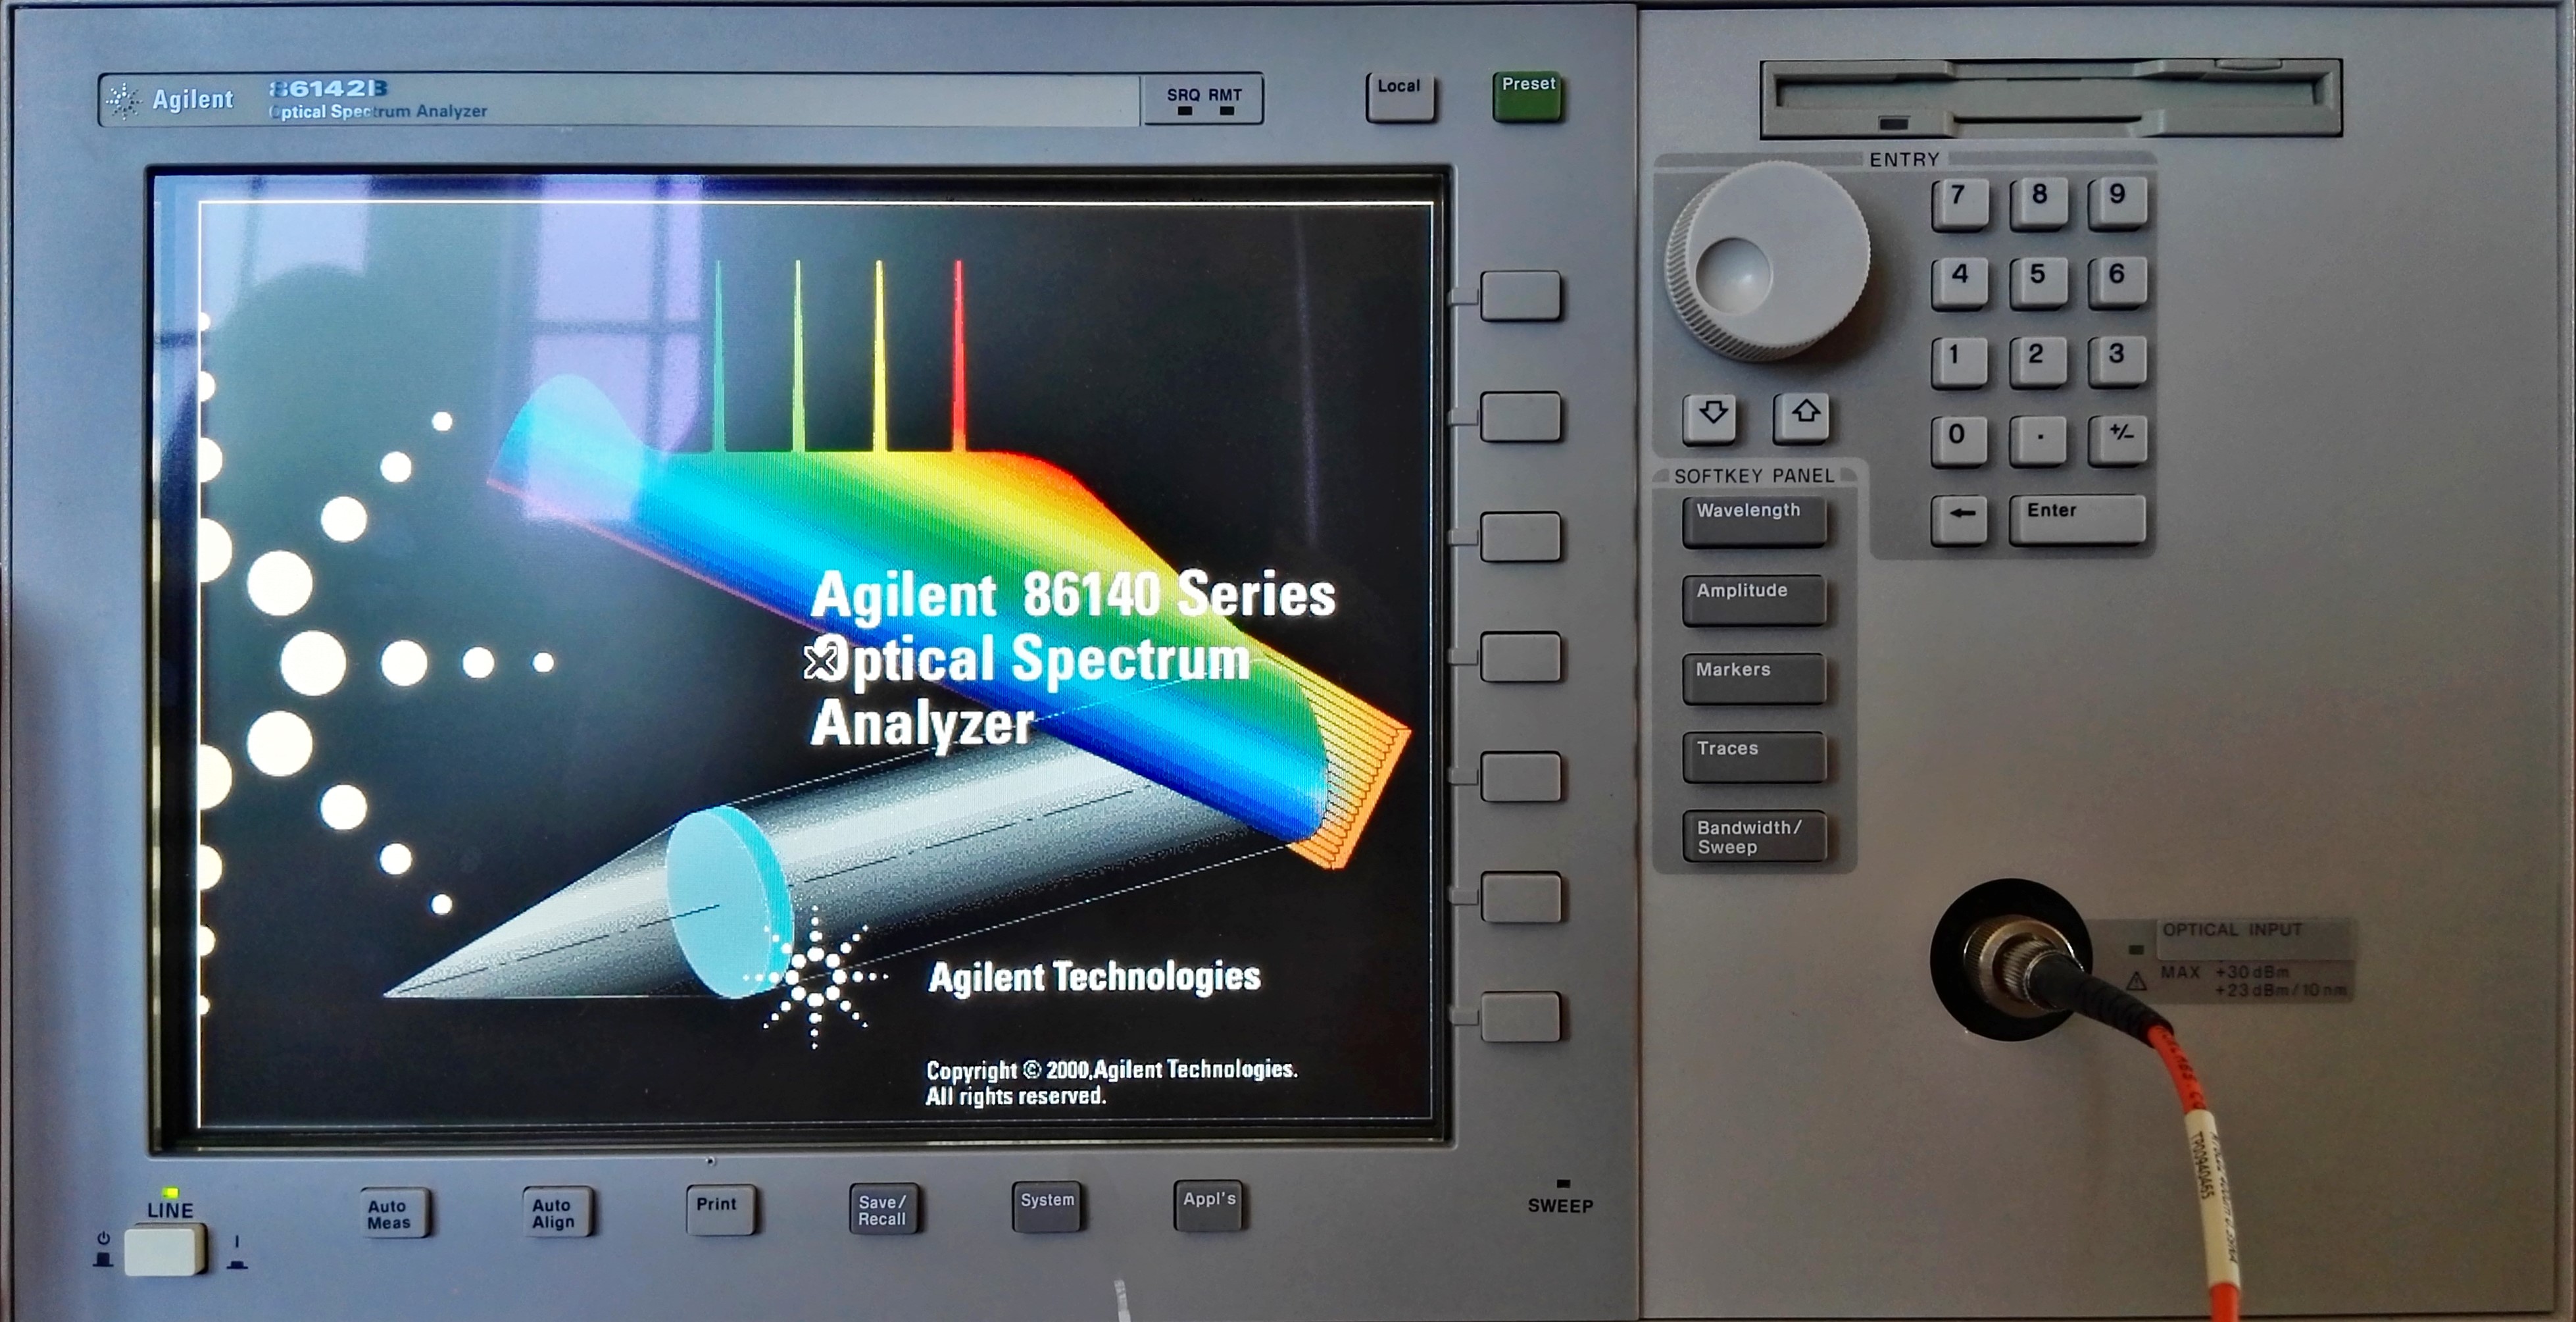 Agilent
86142B
Optical Spectrum Analyzer
SRQ RMT
Local
Preset
ENTRY
7
8
9
4
5
6
1
2
3
0
.
+/-
←
Enter
SOFTKEY PANEL
Wavelength
Amplitude
Markers
Traces
Bandwidth/
Sweep
Agilent 86140 Series
Optical Spectrum
Analyzer
Agilent Technologies
Copyright © 2000,Agilent Technologies.
All rights reserved.
OPTICAL INPUT
MAX +30 dBm
+23 dBm/10 nm
LINE
Auto
Meas
Auto
Align
Print
Save/
Recall
System
Appl's
SWEEP